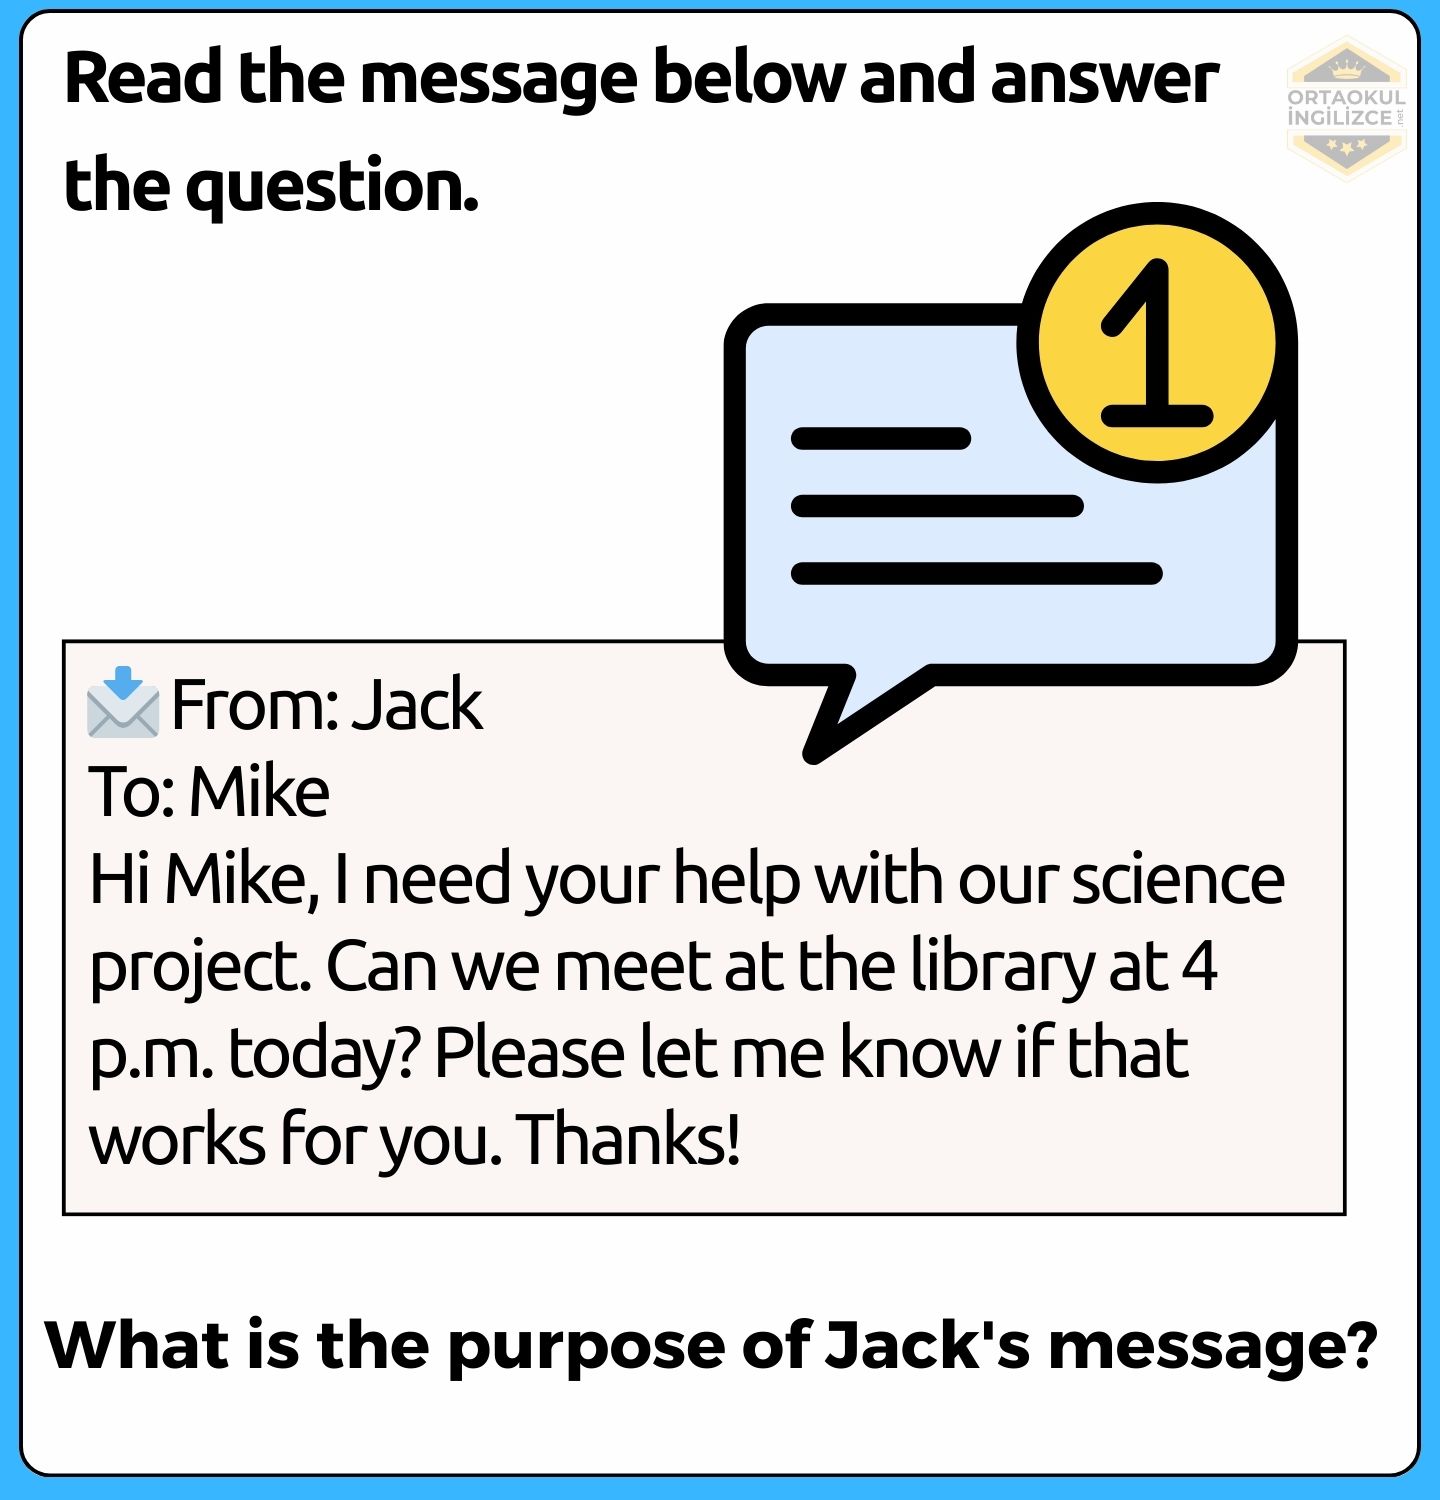 Read the message below and answer
ORTAOKUL
İNGİLİZCE
.net
the question.
1
From: Jack
To: Mike
Hi Mike, I need your help with our science
project. Can we meet at the library at 4
p.m. today? Please let me know if that
works for you. Thanks!
What is the purpose of Jack's message?